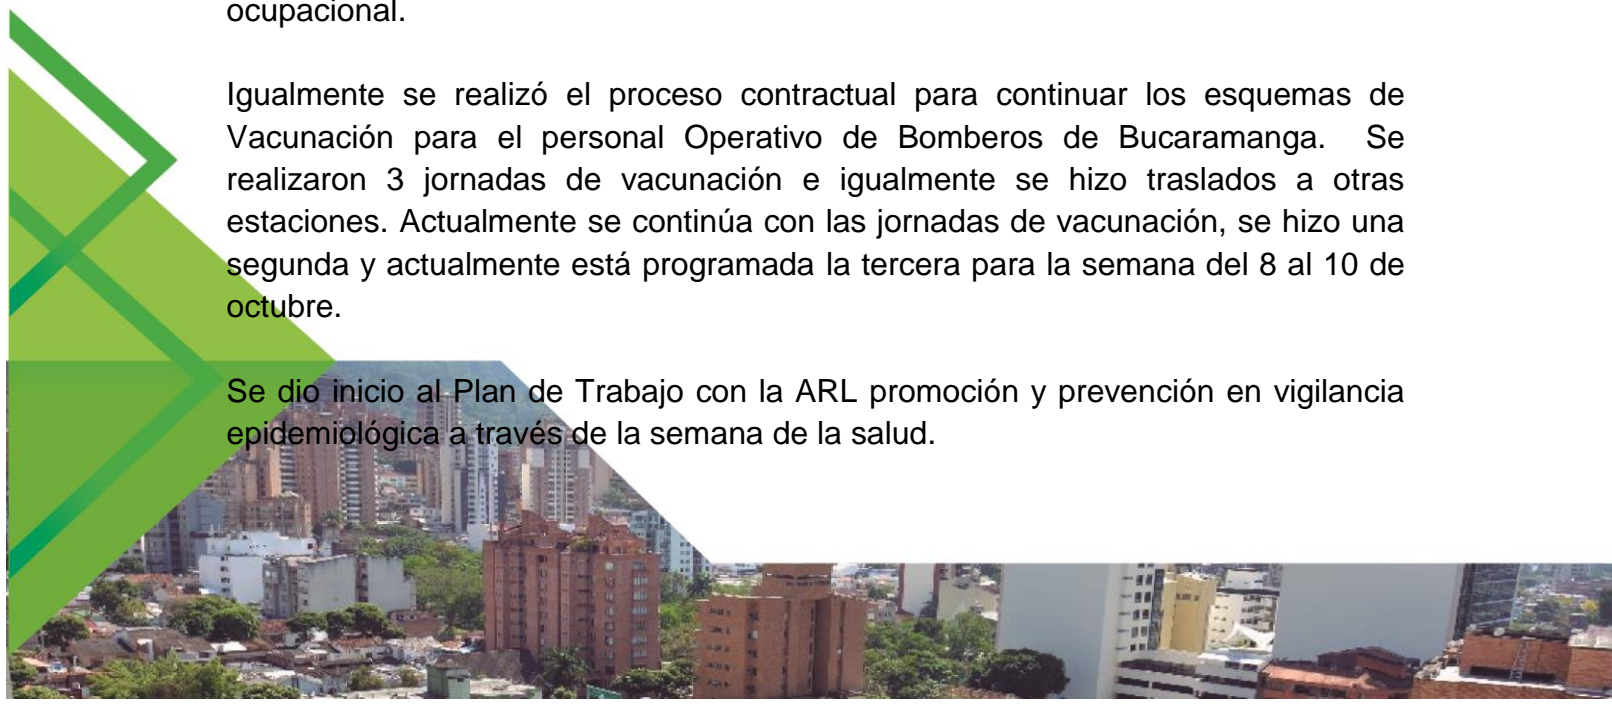 ocupacional.
Igualmente se realizó el proceso contractual para continuar los esquemas de
Vacunación para el personal Operativo de Bomberos de Bucaramanga.  Se
realizaron 3 jornadas de vacunación e igualmente se hizo traslados a otras
estaciones. Actualmente se continúa con las jornadas de vacunación, se hizo una
segunda y actualmente está programada la tercera para la semana del 8 al 10 de
octubre.
Se dio inicio al Plan de Trabajo con la ARL promoción y prevención en vigilancia
epidemiológica a través de la semana de la salud.